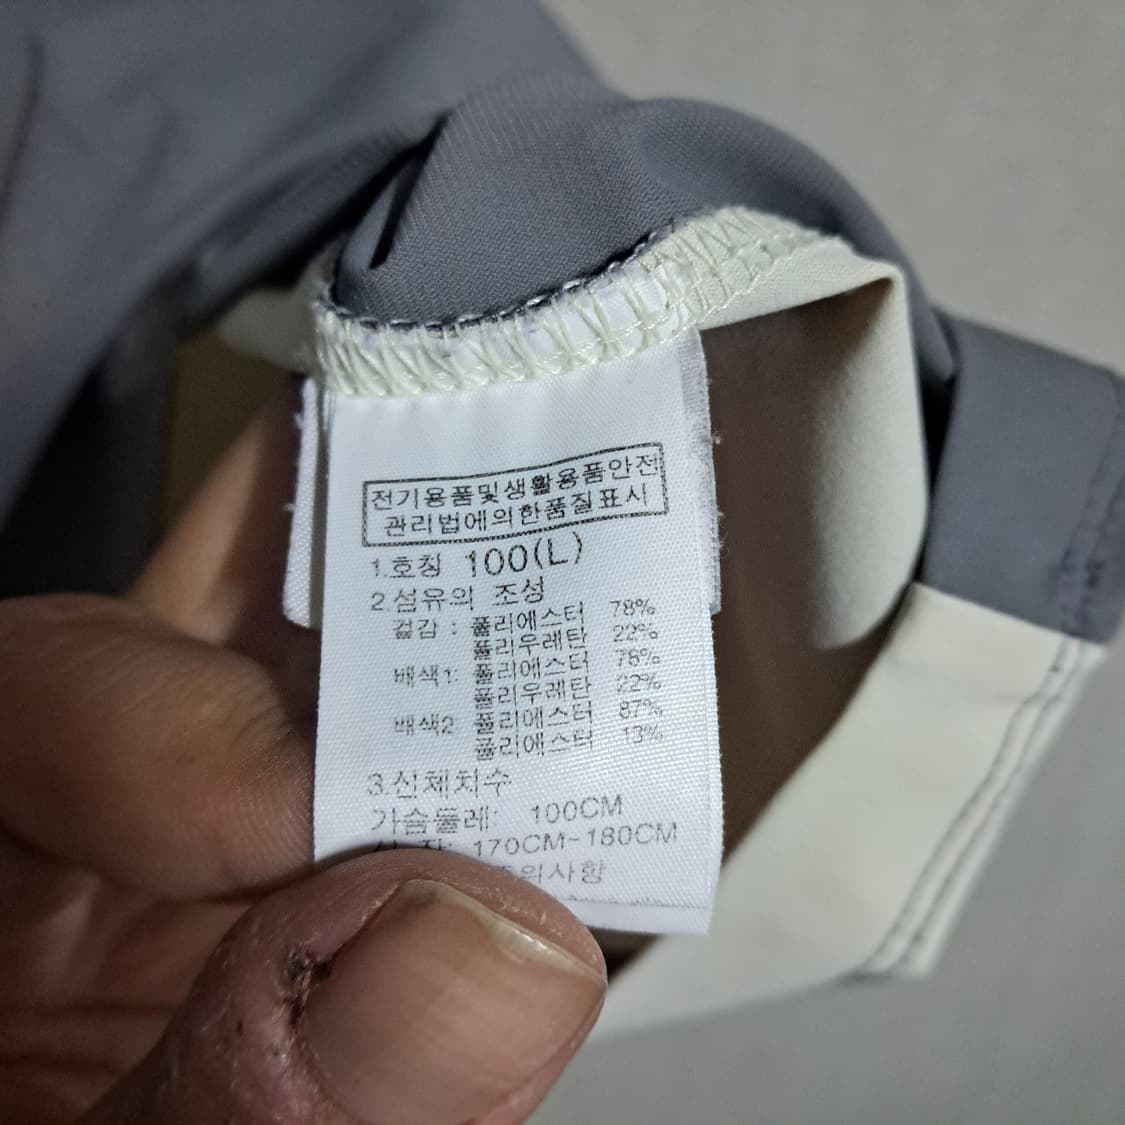 전기용품및생활용품안전
관리법에의한품질표시
1.호칭 100(L)
2.섬유의 조성
겉감 : 폴리에스터 78%
폴리우레탄 22%
배색1: 폴리에스터 78%
폴리우레탄 22%
배색2 폴리에스터 87%
폴리에스터 13%
3.신체치수
가슴둘레: 100CM
170CM~180CM